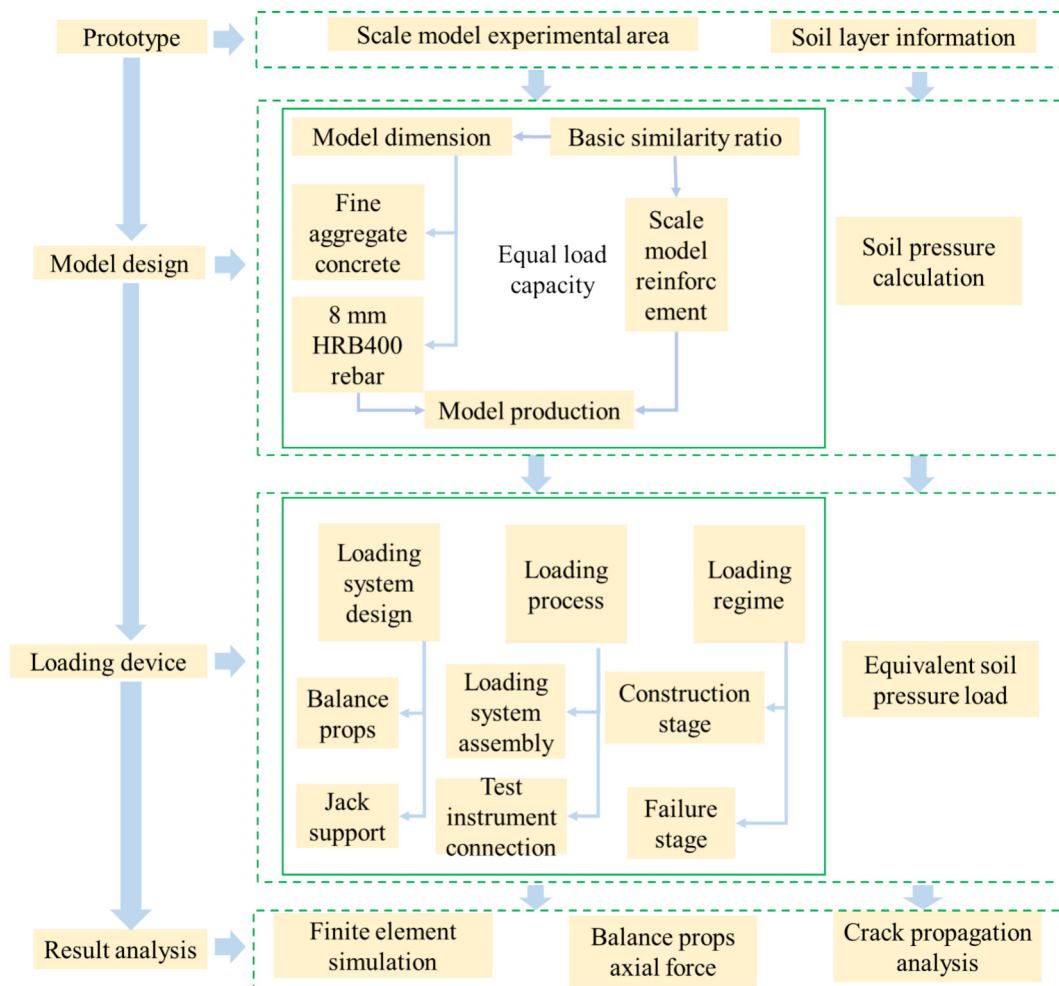 Prototype
Scale model experimental area
Soil layer information
Model dimension
Basic similarity ratio
Fine
aggregate
concrete
Scale
model
reinforc
ement
Equal load
capacity
Model design
Soil pressure
calculation
8 mm
HRB400
rebar
Model production
Loading
system
design
Loading
process
Loading
regime
Loading device
Equivalent soil
pressure load
Balance
props
Loading
system
assembly
Construction
stage
Jack
support
Test
instrument
connection
Failure
stage
Result analysis
Finite element
simulation
Balance props
axial force
Crack propagation
analysis